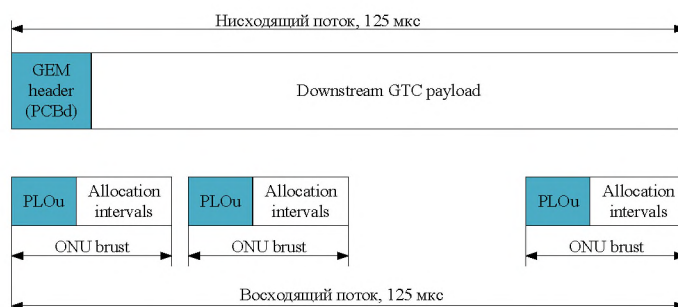 Нисходящий поток, 125 мкс
GEM
header
(PCBd)
Downstream GTC payload
PLOu
Allocation
intervals
PLOu
Allocation
intervals
PLOu
Allocation
intervals
ONU brust
ONU brust
ONU brust
Восходящий поток, 125 мкс